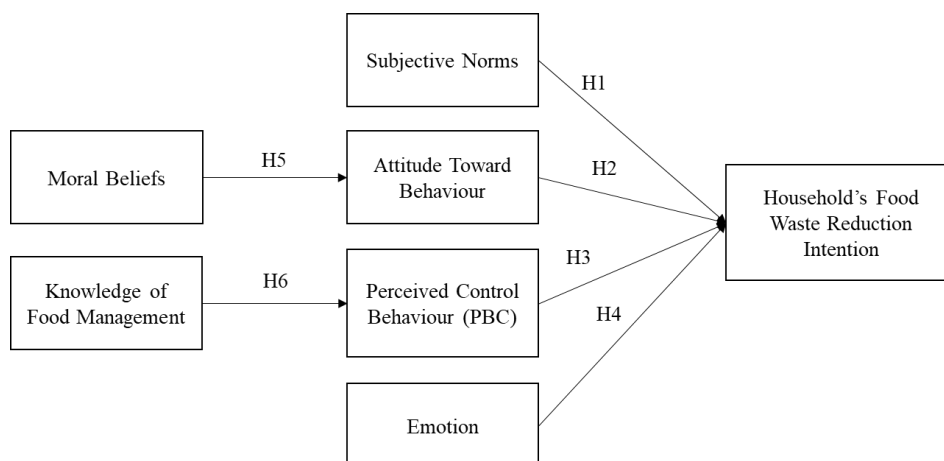 Subjective Norms
H1
Moral Beliefs
H5
Attitude Toward
Behaviour
H2
Household's Food
Waste Reduction
Intention
Knowledge of
Food Management
H6
Perceived Control
Behaviour (PBC)
H3
H4
Emotion